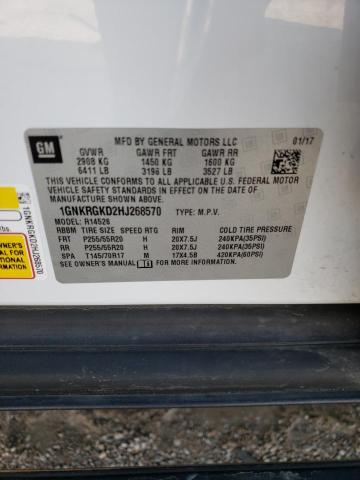 GM
MFD BY GENERAL MOTORS LLC
01/17
GVWR GAWR FRT GAWR RR
2908 KG 1450 KG 1600 KG
6411 LB 3196 LB 3527 LB
THIS VEHICLE CONFORMS TO ALL APPLICABLE U.S. FEDERAL MOTOR
VEHICLE SAFETY STANDARDS IN EFFECT ON THE DATE OF
MANUFACTURE SHOWN ABOVE.
1GNKRGKD2HJ268570 TYPE: M.P.V.
MODEL: R14526
RBBM TIRE SIZE SPEED RTG RIM COLD TIRE PRESSURE
FRT P255/55R20 H 20X7.5J 240KPA(35PSI)
RR P255/55R20 H 20X7.5J 240KPA(35PSI)
SPA T145/70R17 M 17X4.5B 420KPA(60PSI)
SEE OWNER'S MANUAL FOR MORE INFORMATION.
1GNKRGKD2HJ268570
OWNER'S
ITIONAL
ORMATION